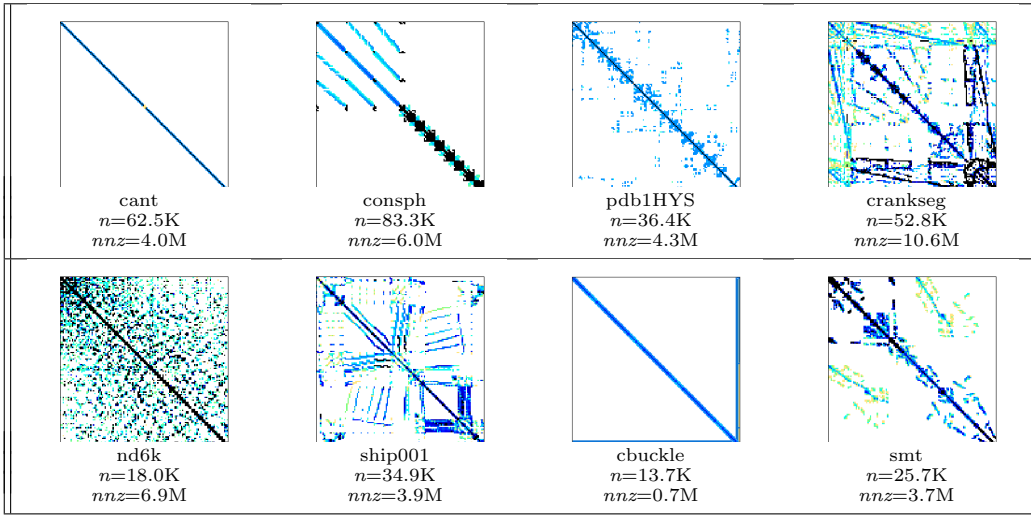 cant
n=62.5K
nnz=4.0M
consph
n=83.3K
nnz=6.0M
pdb1HYS
n=36.4K
nnz=4.3M
crankseg
n=52.8K
nnz=10.6M
nd6k
n=18.0K
nnz=6.9M
ship001
n=34.9K
nnz=3.9M
cbuckle
n=13.7K
nnz=0.7M
smt
n=25.7K
nnz=3.7M